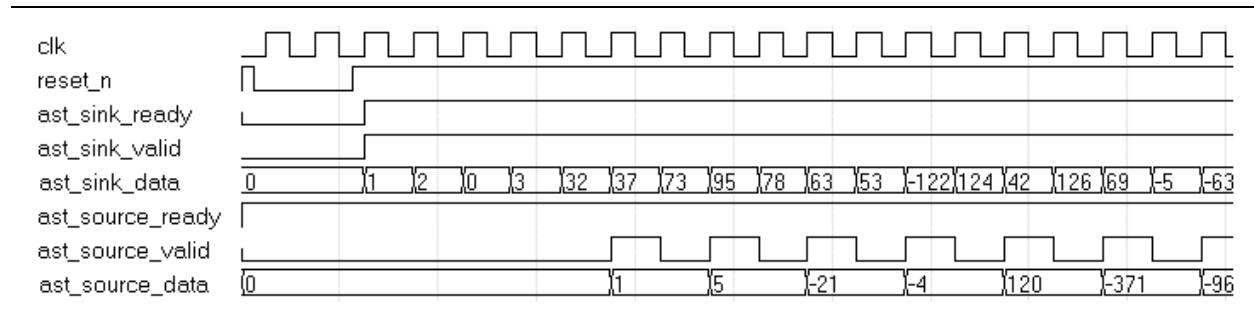 clk
reset_n
ast_sink_ready
ast_sink_valid
ast_sink_data 0 1 2 0 3 32 37 73 95 78 63 53 -122 124 42 126 69 -5 -63
ast_source_ready
ast_source_valid
ast_source_data 0 1 5 -21 -4 120 -371 -96